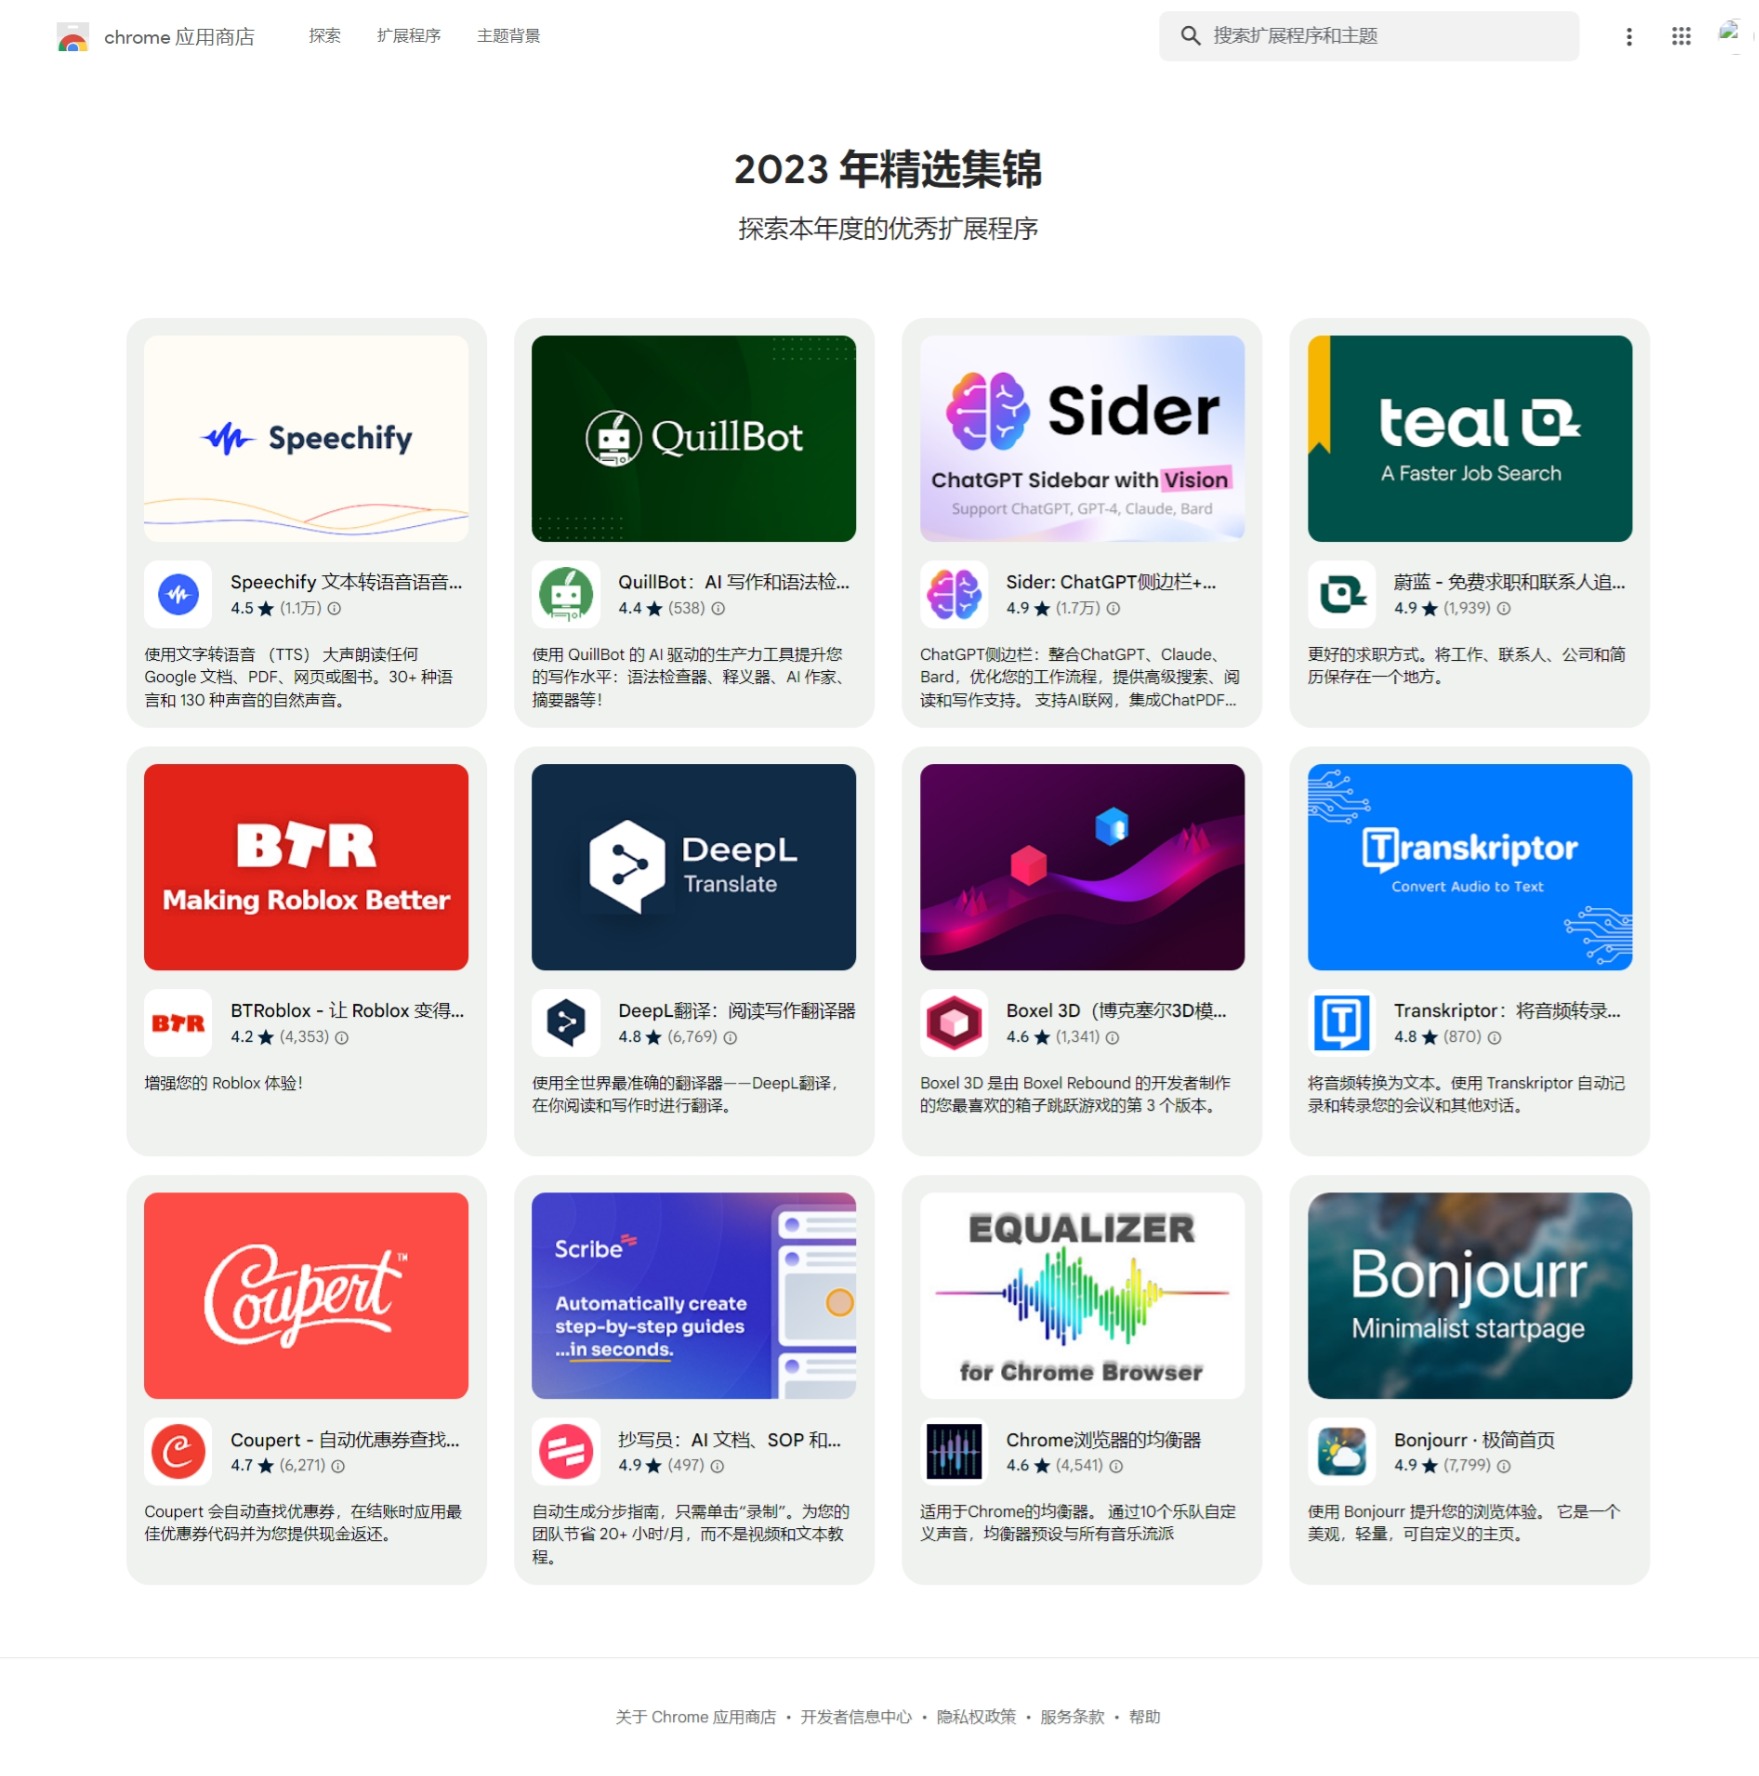 chrome 应用商店
探索
扩展程序
主题背景
搜索扩展程序和主题
2023 年精选集锦
探索本年度的优秀扩展程序
Speechify
Speechify 文本转语音语音...
4.5 ★ (1.1万)
使用文字转语音 （TTS） 大声朗读任何
Google 文档、PDF、网页或图书。30+ 种语
言和 130 种声音的自然声音。
QuillBot
QuillBot：AI 写作和语法检...
4.4 ★ (538)
使用 QuillBot 的 AI 驱动的生产力工具提升您
的写作水平：语法检查器、释义器、AI 作家、
摘要器等！
Sider
ChatGPT Sidebar with Vision
Support ChatGPT, GPT-4, Claude, Bard
Sider: ChatGPT侧边栏+...
4.9 ★ (1.7万)
ChatGPT侧边栏：整合ChatGPT、Claude、
Bard，优化您的工作流程，提供高级搜索、阅
读和写作支持。 支持AI联网，集成ChatPDF...
teal
A Faster Job Search
蔚蓝 - 免费求职和联系人追...
4.9 ★ (1,939)
更好的求职方式。将工作、联系人、公司和简
历保存在一个地方。
BTR
Making Roblox Better
BTR
BTRoblox - 让 Roblox 变得...
4.2 ★ (4,353)
增强您的 Roblox 体验！
DeepL
Translate
DeepL翻译：阅读写作翻译器
4.8 ★ (6,769)
使用全世界最准确的翻译器——DeepL翻译，
在你阅读和写作时进行翻译。
Boxel 3D（博克塞尔3D模...
4.6 ★ (1,341)
Boxel 3D 是由 Boxel Rebound 的开发者制作
的您最喜欢的箱子跳跃游戏的第 3 个版本。
Transkriptor
Convert Audio to Text
T
Transkriptor：将音频转录...
4.8 ★ (870)
将音频转换为文本。使用 Transkriptor 自动记
录和转录您的会议和其他对话。
Coupert™
Coupert - 自动优惠券查找...
4.7 ★ (6,271)
Coupert 会自动查找优惠券，在结账时应用最
佳优惠券代码并为您提供现金返还。
Scribe
Automatically create
step-by-step guides
...in seconds.
抄写员：AI 文档、SOP 和...
4.9 ★ (497)
自动生成分步指南，只需单击“录制”。为您的
团队节省 20+ 小时/月，而不是视频和文本教
程。
EQUALIZER
for Chrome Browser
Chrome浏览器的均衡器
4.6 ★ (4,541)
适用于Chrome的均衡器。 通过10个乐队自定
义声音，均衡器预设与所有音乐流派
Bonjourr
Minimalist startpage
Bonjourr · 极简首页
4.9 ★ (7,799)
使用 Bonjourr 提升您的浏览体验。 它是一个
美观，轻量，可自定义的主页。
关于 Chrome 应用商店 • 开发者信息中心 • 隐私权政策 • 服务条款 • 帮助